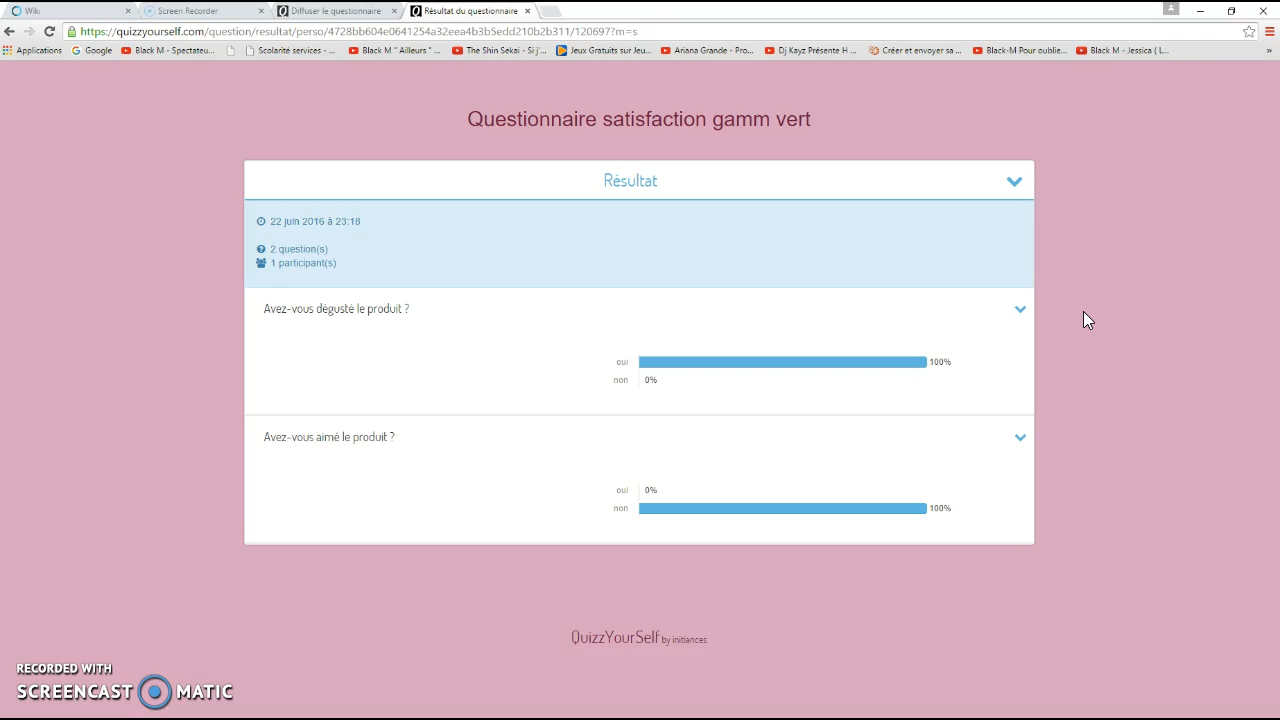 Wiki
Screen Recorder
Diffuser le questionnaire
Résultat du questionnaire
https://quizzyourself.com/question/resultat/perso/4728bb604e0641254a32eea4b3b5edd210b2b311/120697?m=s
Applications
Google
Black M - Spectateu...
Scolarité services - ...
Black M " Ailleurs " ...
The Shin Sekaï - Si j'...
Jeux Gratuits sur Jeu...
Ariana Grande - Pro...
Dj Kayz Présente H ...
Créer et envoyer sa ...
Black-M Pour oublie...
Black M - Jessica ( L...
»
Questionnaire satisfaction gamm vert
Résultat
22 juin 2016 à 23:18
2 question(s)
1 participant(s)
Avez-vous dégusté le produit ?
oui 100%
non 0%
Avez-vous aimé le produit ?
oui 0%
non 100%
QuizzYourSelf by initiances
RECORDED WITH
SCREENCAST MATIC